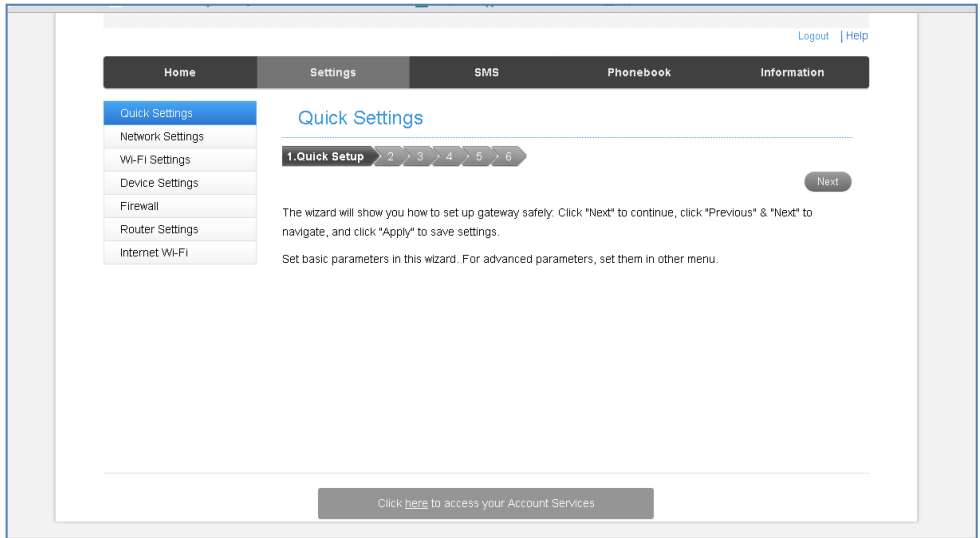 Logout | Help
Home Settings SMS Phonebook Information
Quick Settings
Network Settings
Wi-Fi Settings
Device Settings
Firewall
Router Settings
Internet Wi-Fi
Quick Settings
1.Quick Setup 2 3 4 5 6
Next
The wizard will show you how to set up gateway safely: Click "Next" to continue, click "Previous" & "Next" to
navigate, and click "Apply" to save settings.
Set basic parameters in this wizard. For advanced parameters, set them in other menu.
Click here to access your Account Services